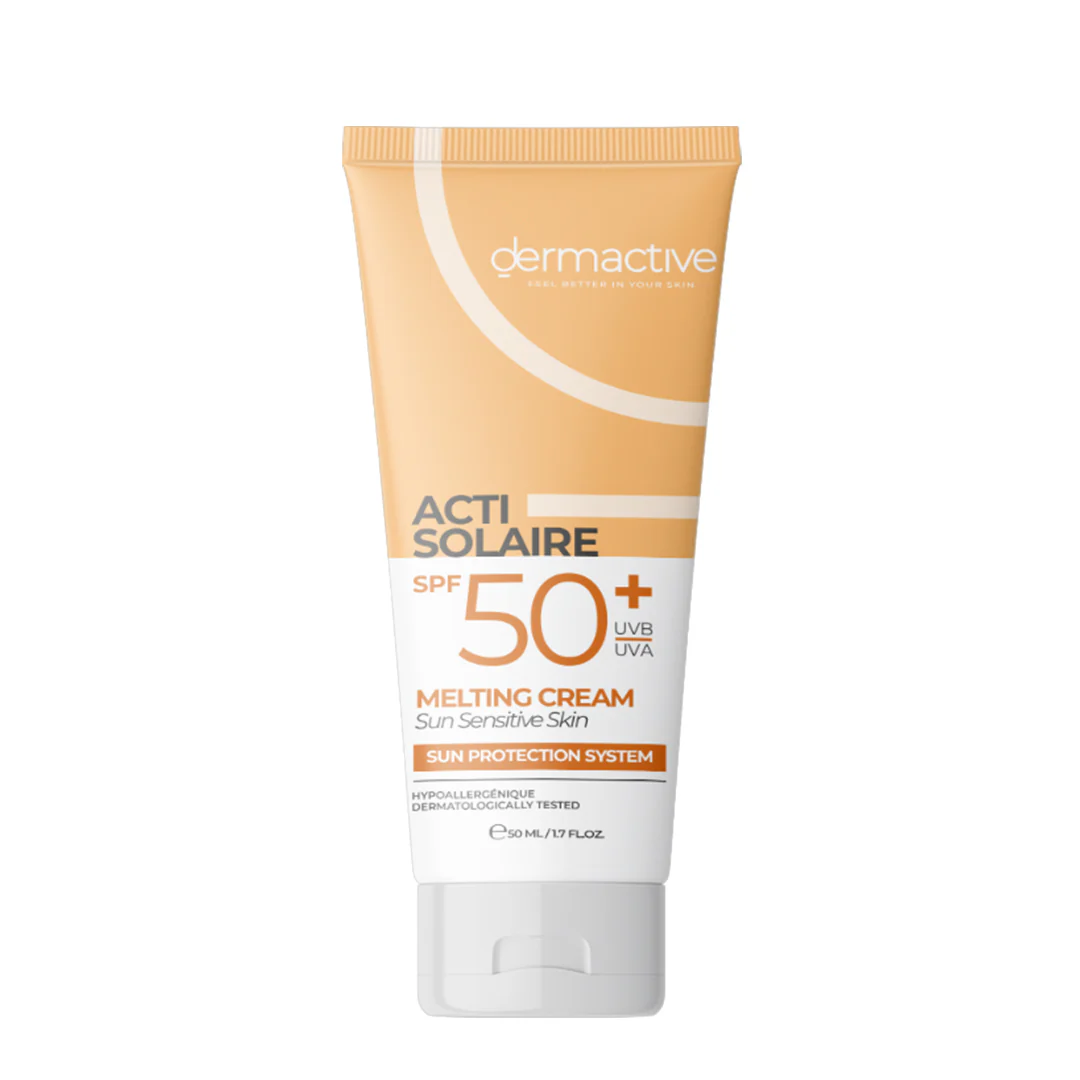 dermactive
FEEL BETTER IN YOUR SKIN
ACTI
SOLAIRE
SPF 50+
UVB
UVA
MELTING CREAM
Sun Sensitive Skin
SUN PROTECTION SYSTEM
HYPOALLERGÉNIQUE
DERMATOLOGICALLY TESTED
℮50 ML/1.7 FL.OZ.